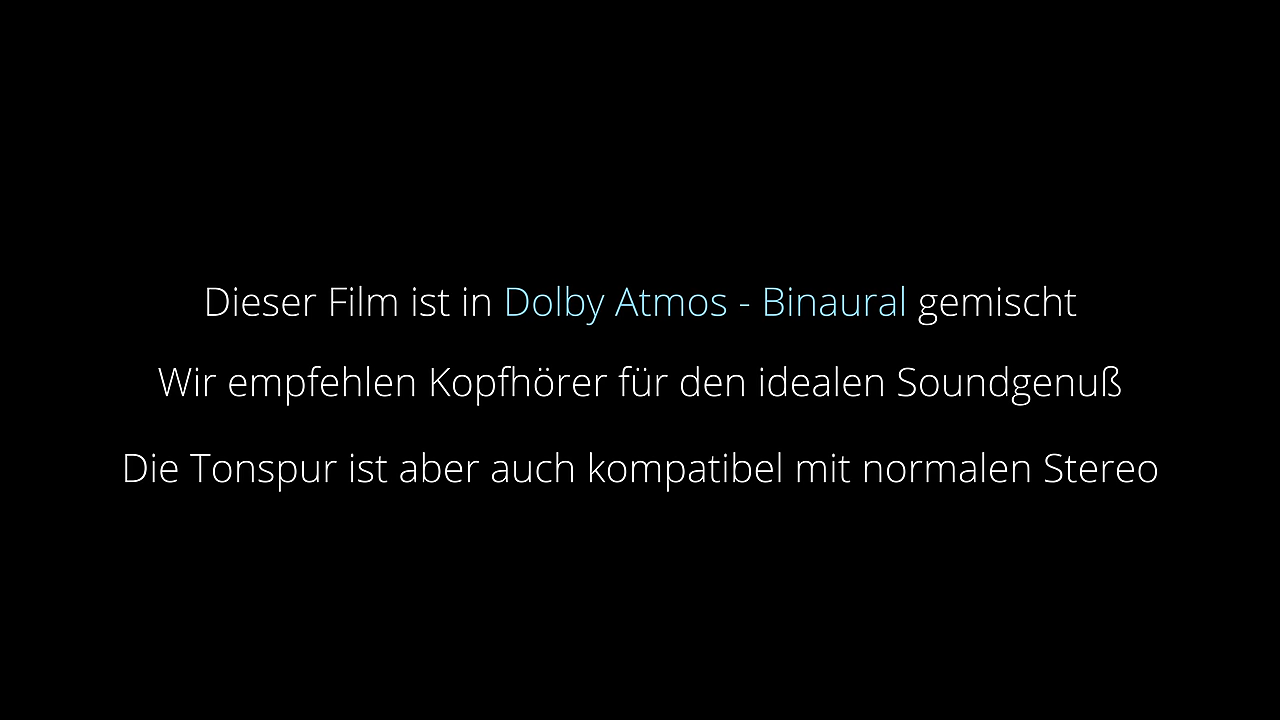 Dieser Film ist in Dolby Atmos - Binaural gemischt
Wir empfehlen Kopfhörer für den idealen Soundgenuß
Die Tonspur ist aber auch kompatibel mit normalen Stereo